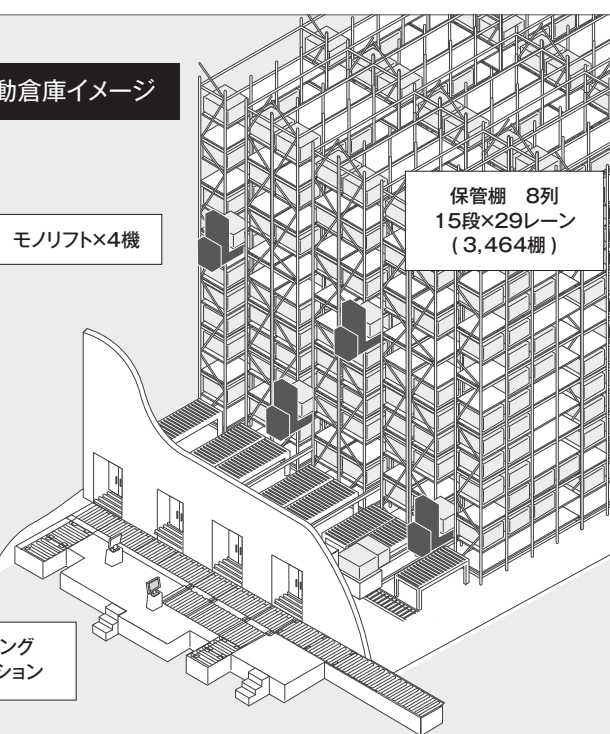 動倉庫イメージ
モノリフト×4機
保管棚　8列
15段×29レーン
(3,464棚)
ング
ション